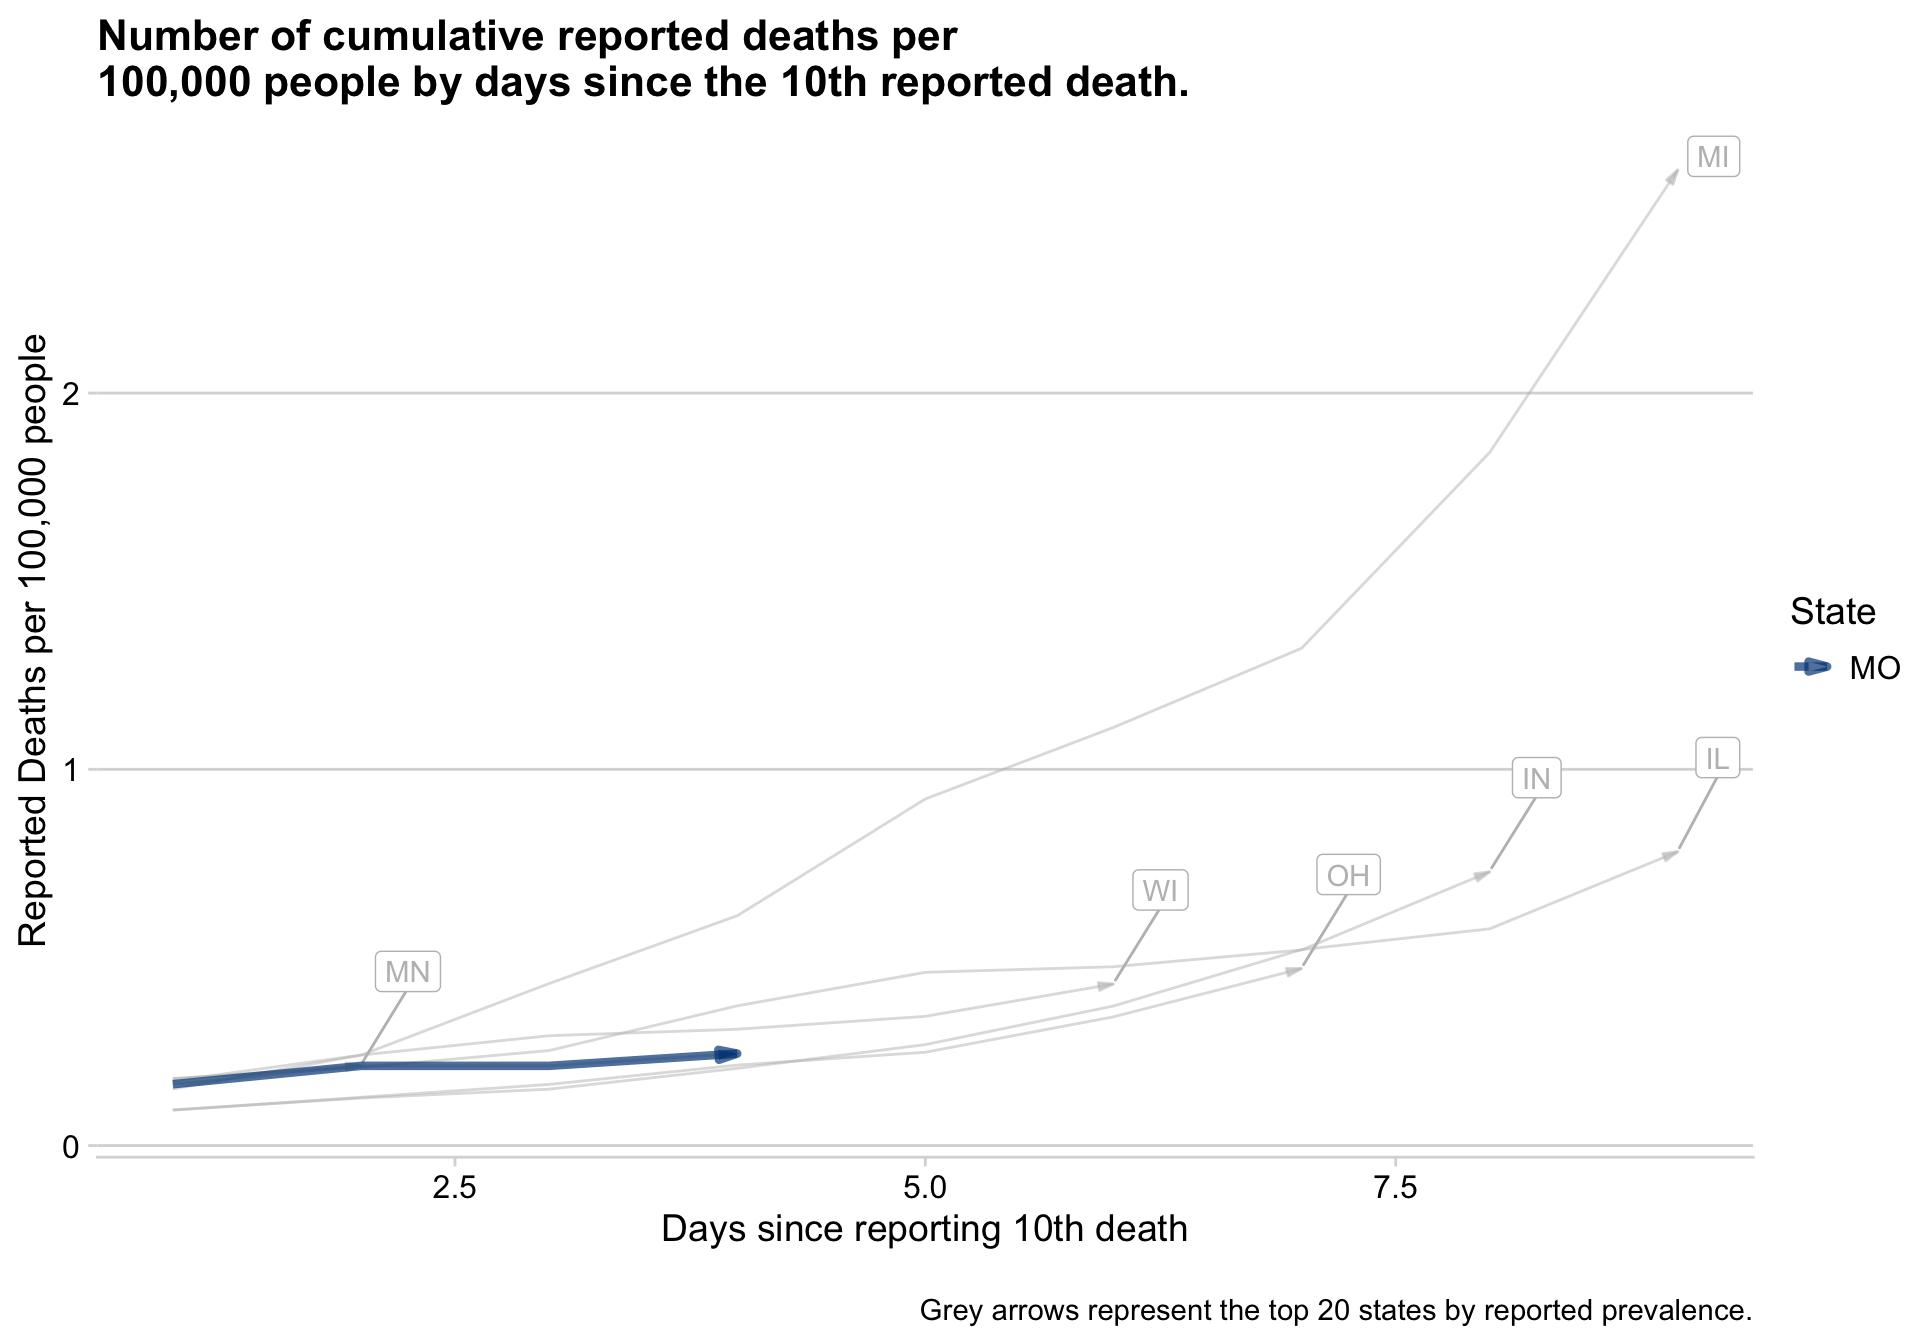 Number of cumulative reported deaths per
100,000 people by days since the 10th reported death.
Reported Deaths per 100,000 people
2
1
0
MI
IL
IN
OH
WI
MN
State
MO
2.5
5.0
7.5
Days since reporting 10th death
Grey arrows represent the top 20 states by reported prevalence.